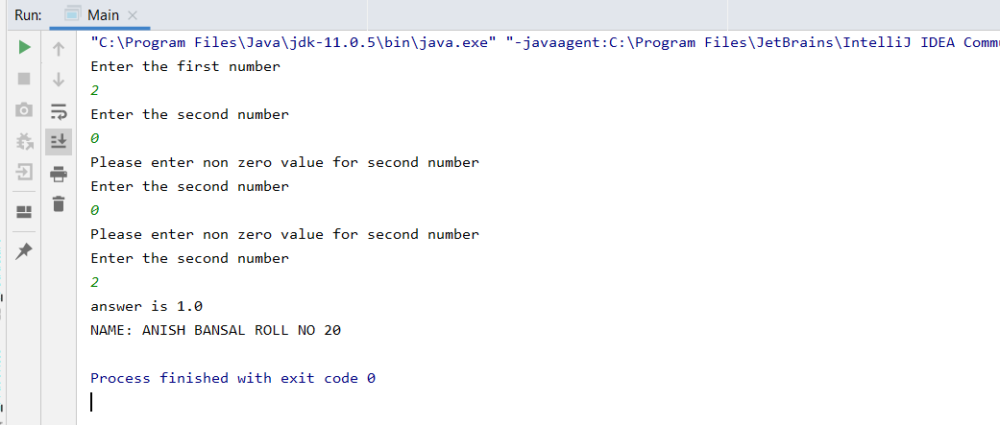 Run: Main
"C:\Program Files\Java\jdk-11.0.5\bin\java.exe" "-javaagent:C:\Program Files\JetBrains\IntelliJ IDEA Comm
Enter the first number
2
Enter the second number
0
Please enter non zero value for second number
Enter the second number
0
Please enter non zero value for second number
Enter the second number
2
answer is 1.0
NAME: ANISH BANSAL ROLL NO 20
Process finished with exit code 0